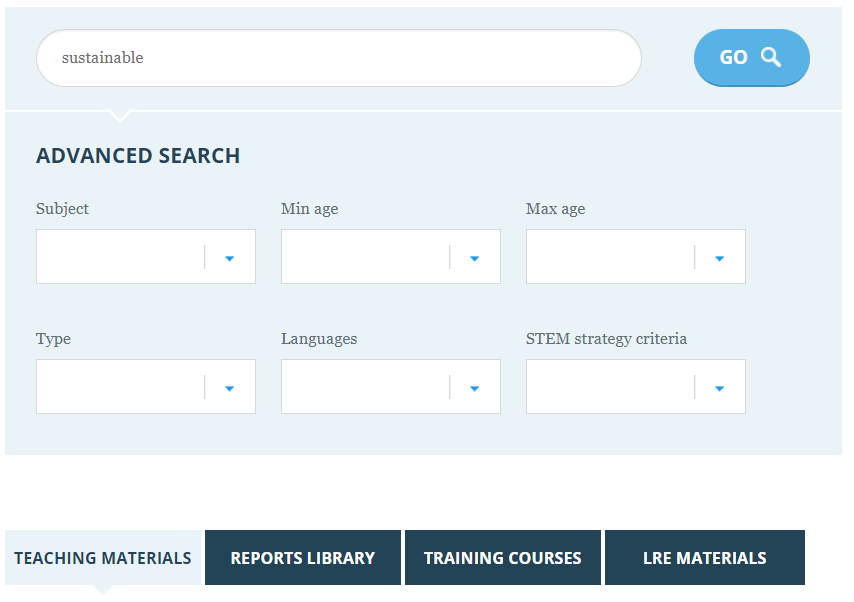 sustainable
GO
ADVANCED SEARCH
Subject Min age Max age
Type Languages STEM strategy criteria
TEACHING MATERIALS REPORTS LIBRARY TRAINING COURSES LRE MATERIALS